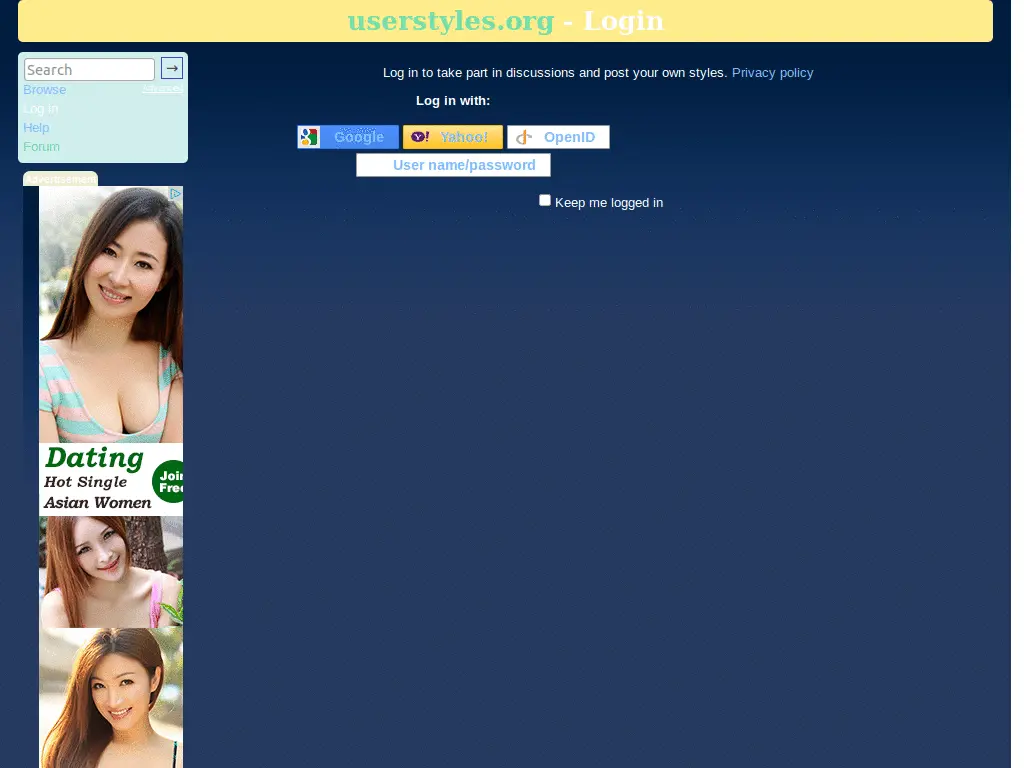 userstyles.org - Login
Search →
Browse Advanced
Log in
Help
Forum
Log in to take part in discussions and post your own styles. Privacy policy
Log in with:
Google Yahoo! OpenID
User name/password
Keep me logged in
Advertisement
Dating
Hot Single
Asian Women
Join
Free